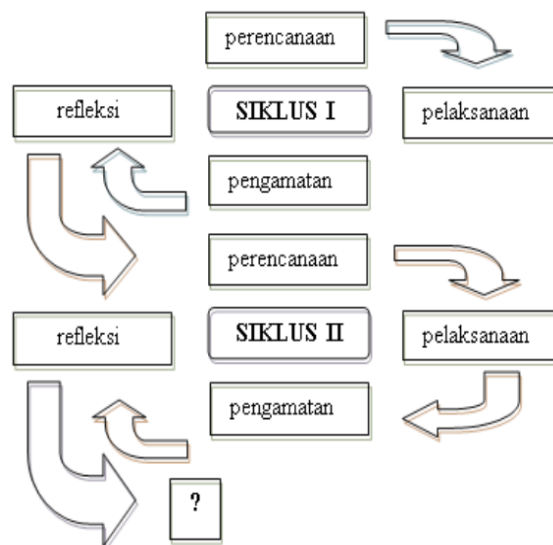 perencanaan
refleksi
SIKLUS I
pelaksanaan
pengamatan
perencanaan
refleksi
SIKLUS II
pelaksanaan
pengamatan
?